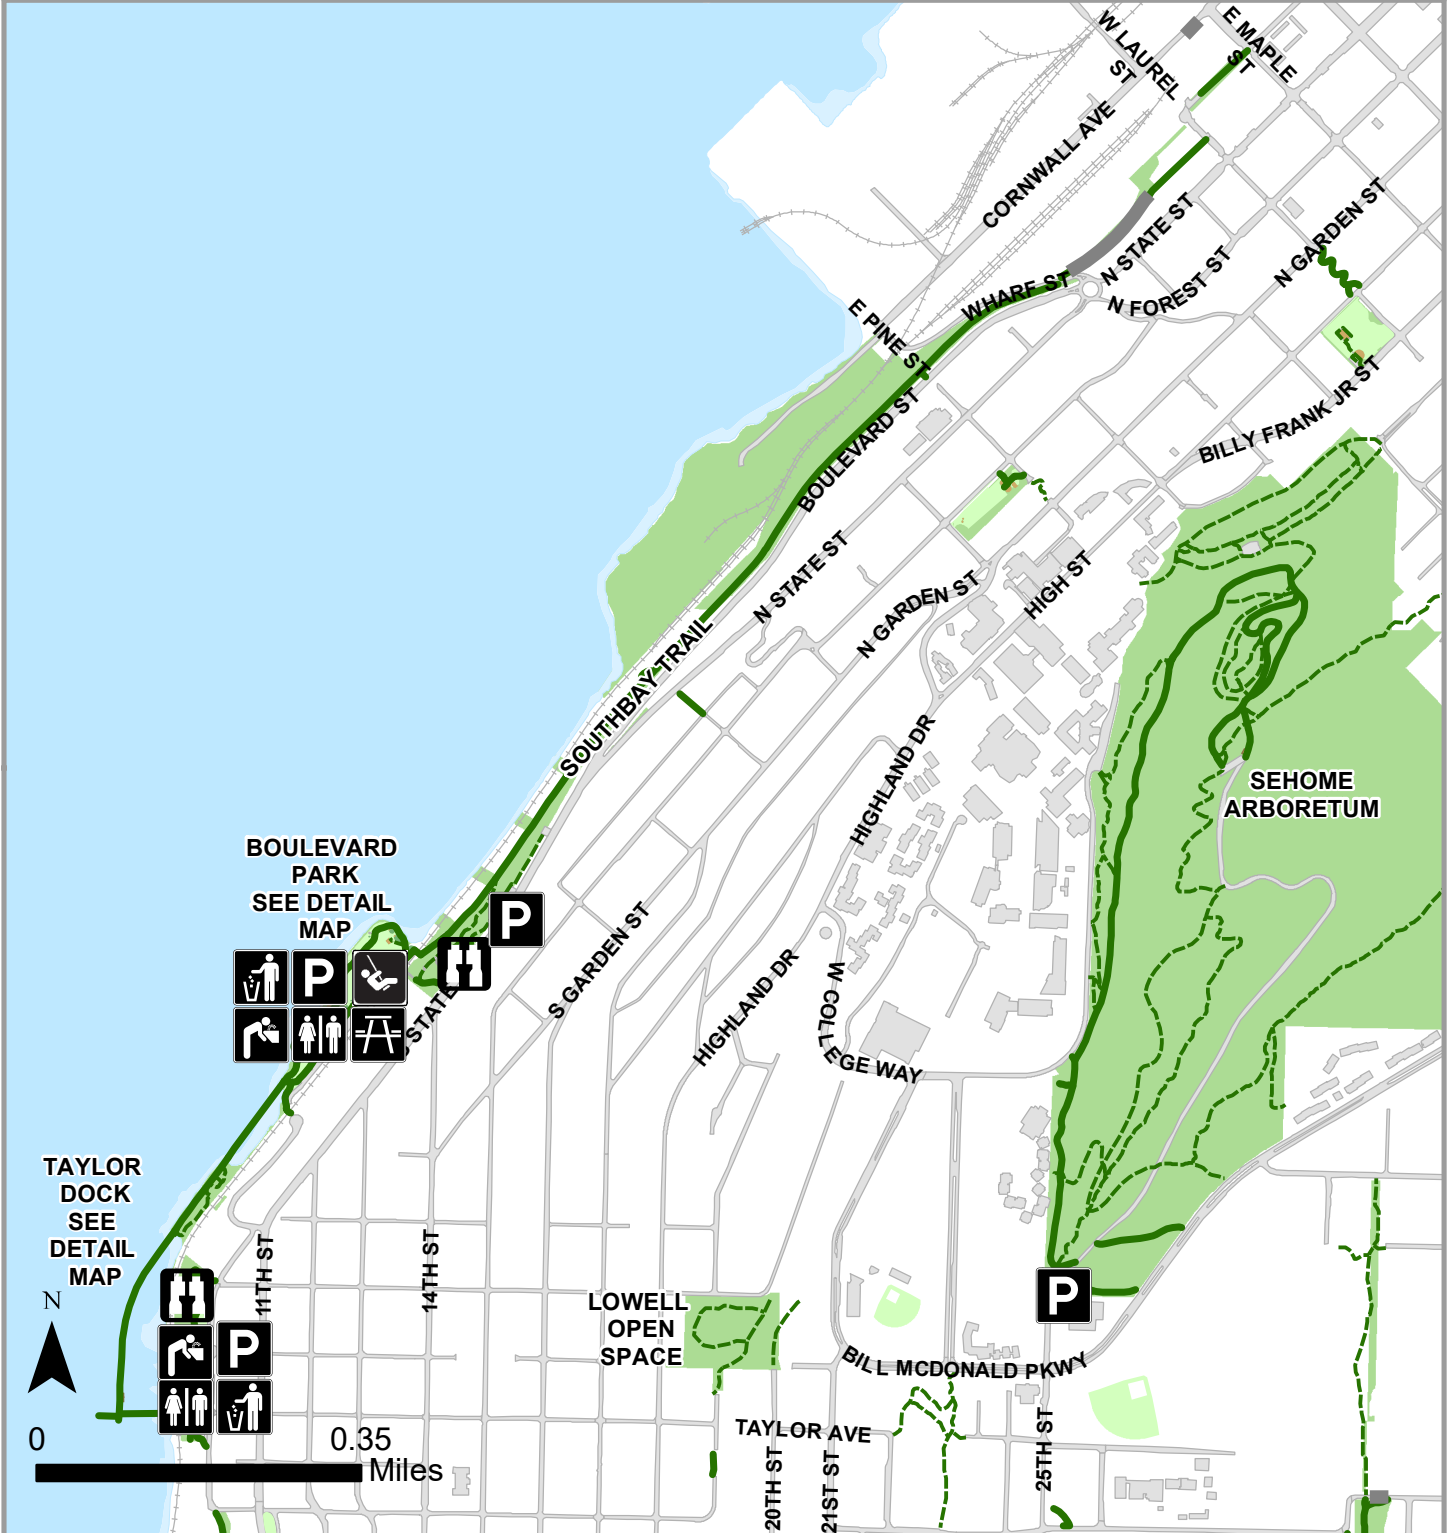 W LAUREL
ST
E MAPLE
ST
CORNWALL AVE
N STATE ST
N GARDEN ST
WHARF ST
N FOREST ST
E PINE ST
BOULEVARD ST
BILLY FRANK JR ST
N STATE ST
N GARDEN ST
HIGH ST
SOUTHBAY TRAIL
HIGHLAND DR
SEHOME
ARBORETUM
BOULEVARD
PARK
SEE DETAIL
MAP
P
P
STATE
S GARDEN ST
HIGHLAND DR
W COLLEGE WAY
TAYLOR
DOCK
SEE
DETAIL
MAP
N
11TH ST
14TH ST
P
LOWELL
OPEN
SPACE
P
BILL MCDONALD PKWY
TAYLOR AVE
20TH ST
21ST ST
25TH ST
0
0.35
Miles